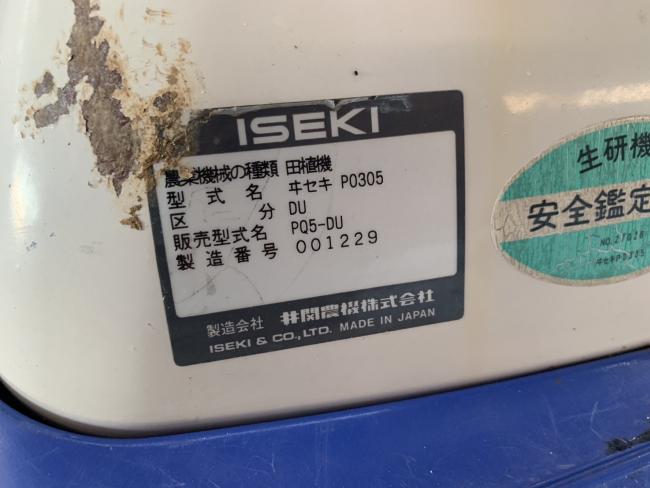 ISEKI
農業機械の種類 田植機
型式名 ヰセキ P0305
区分 DU
販売型式名 PQ5-DU
製造番号 001229
製造会社 井関農機株式会社
ISEKI & CO., LTD. MADE IN JAPAN
生研機
安全鑑定